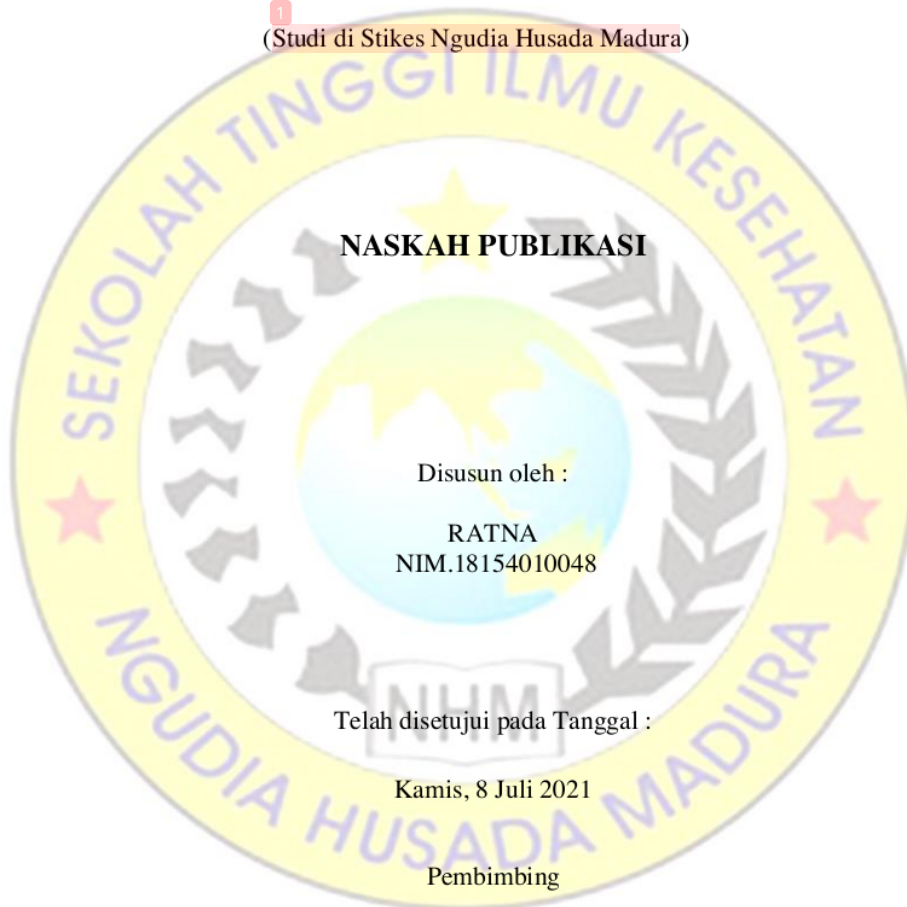 1
(Studi di Stikes Ngudia Husada Madura)
SEKOLAH TINGGI ILMU KESEHATAN
NASKAH PUBLIKASI
Disusun oleh :
RATNA
NIM.18154010048
NHM
Telah disetujui pada Tanggal :
Kamis, 8 Juli 2021
NGUDIA HUSADA MADURA
Pembimbing